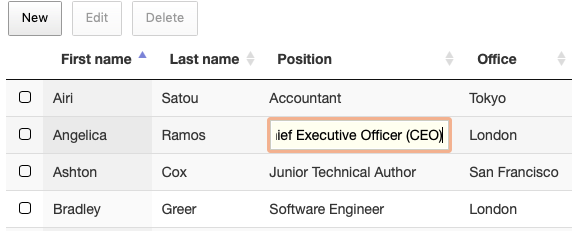 New Edit Delete
First name Last name Position Office
Airi Satou Accountant Tokyo
Angelica Ramos ief Executive Officer (CEO) London
Ashton Cox Junior Technical Author San Francisco
Bradley Greer Software Engineer London